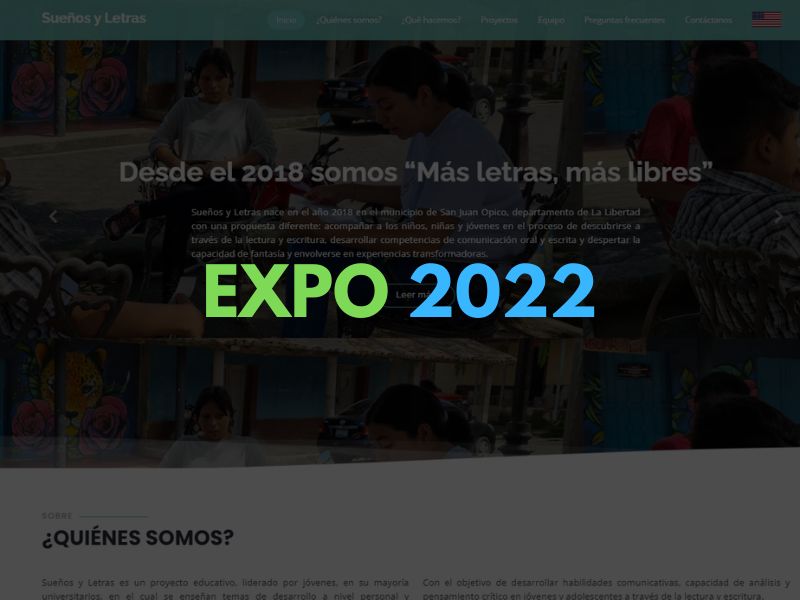 Sueños y Letras
Inicio
¿Quiénes somos?
¿Qué hacemos?
Proyectos
Equipo
Preguntas frecuentes
Contáctanos
Desde el 2018 somos “Más letras, más libres”
Sueños y Letras nace en el año 2018 en el municipio de San Juan Opico, departamento de La Libertad
con una propuesta diferente: acompañar a los niños, niñas y jóvenes en el proceso de descubrirse a
través de la lectura y escritura, desarrollar competencias de comunicación oral y escrita y despertar la
capacidad de fantasía y envolverse en experiencias transformadoras.
Leer más
EXPO 2022
SOBRE
¿QUIÉNES SOMOS?
Sueños y Letras es un proyecto educativo, liderado por jóvenes, en su mayoría
universitarios, en el cual se enseñan temas de desarrollo a nivel personal y
Con el objetivo de desarrollar habilidades comunicativas, capacidad de análisis y
pensamiento crítico en jóvenes y adolescentes a través de la lectura y escritura.